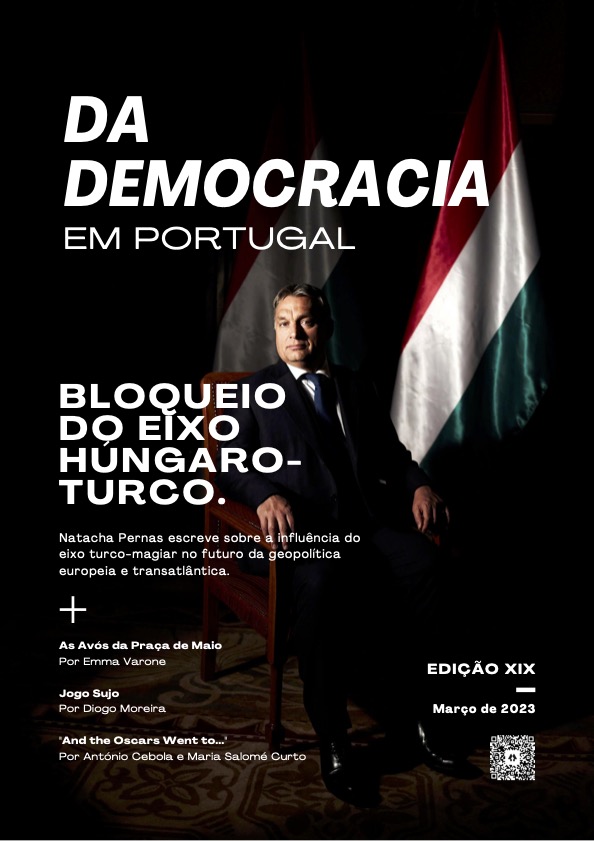 DA
DEMOCRACIA
EM PORTUGAL
BLOQUEIO
DO EIXO
HÚNGARO-
TURCO.
Natacha Pernas escreve sobre a influência do
eixo turco-magiar no futuro da geopolítica
europeia e transatlântica.
+
As Avós da Praça de Maio
Por Emma Varone
Jogo Sujo
Por Diogo Moreira
"And the Oscars Went to..."
Por António Cebola e Maria Salomé Curto
EDIÇÃO XIX
Março de 2023